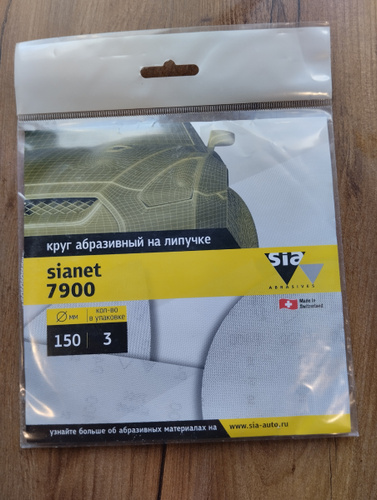 круг абразивный на липучке
sianet
7900
sia
ABRASIVES
Made in
Switzerland
Ø мм
кол-во
в упаковке
150
3
узнайте больше об абразивных материалах на
www.sia-auto.ru